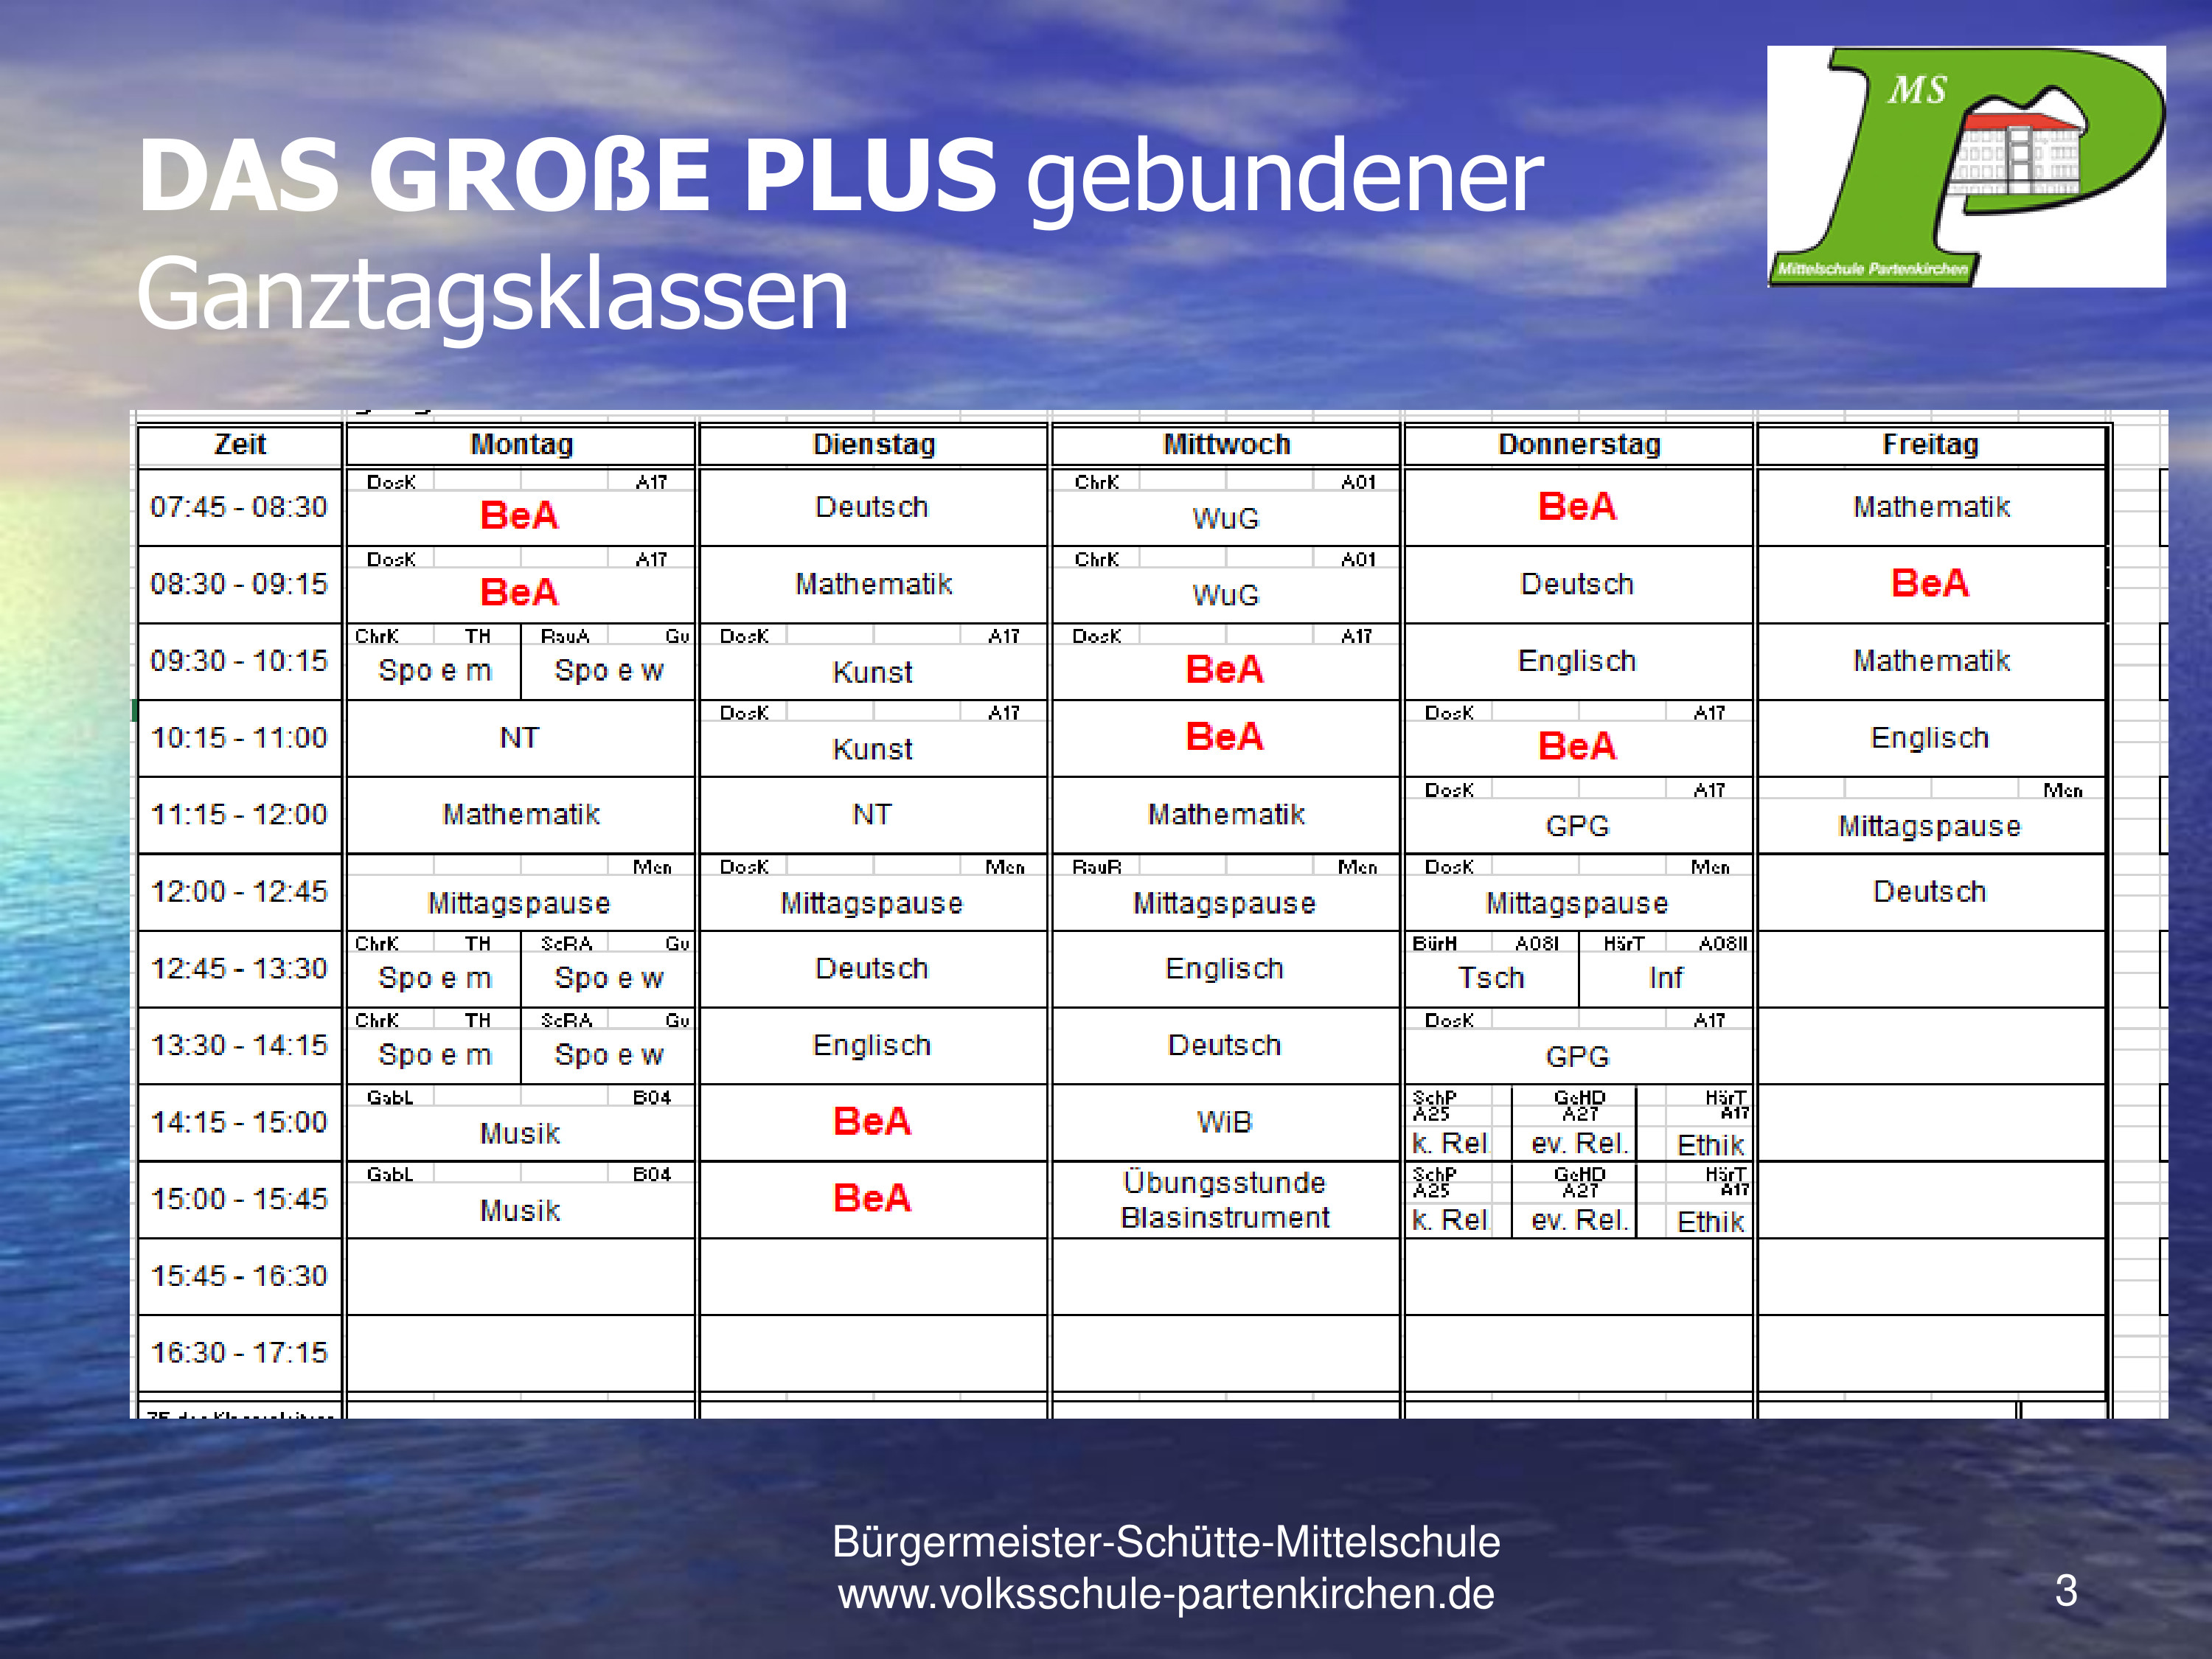 DAS GROßE PLUS gebundener
Ganztagsklassen
MS
Mittelschule Partenkirchen
Zeit Montag Dienstag Mittwoch Donnerstag Freitag
DosK A17 ChrK A01
07:45 - 08:30 BeA Deutsch WuG BeA Mathematik
DosK A17 ChrK A01
08:30 - 09:15 BeA Mathematik WuG Deutsch BeA
ChrK TH RauA Gv DosK A17 DosK A17
09:30 - 10:15 Spo e m Spo e w Kunst BeA Englisch Mathematik
DosK A17 DosK A17
10:15 - 11:00 NT Kunst BeA BeA Englisch
DosK A17 Men
11:15 - 12:00 Mathematik NT Mathematik GPG Mittagspause
Men DosK Men RauR Men DosK Men
12:00 - 12:45 Mittagspause Mittagspause Mittagspause Mittagspause Deutsch
ChrK TH ScRA Gv BürH A08I HärT A08II
12:45 - 13:30 Spo e m Spo e w Deutsch Englisch Tsch Inf
ChrK TH ScRA Gv DosK A17
13:30 - 14:15 Spo e m Spo e w Englisch Deutsch GPG
GabL B04 SchP GeHD HärT
A25 A27 A17
14:15 - 15:00 Musik BeA WiB k. Rel ev. Rel. Ethik
GabL B04 SchP GeHD HärT
A25 A27 A17
15:00 - 15:45 Musik BeA Übungsstunde Blasinstrument k. Rel ev. Rel. Ethik
15:45 - 16:30
16:30 - 17:15
Bürgermeister-Schütte-Mittelschule
www.volksschule-partenkirchen.de
3